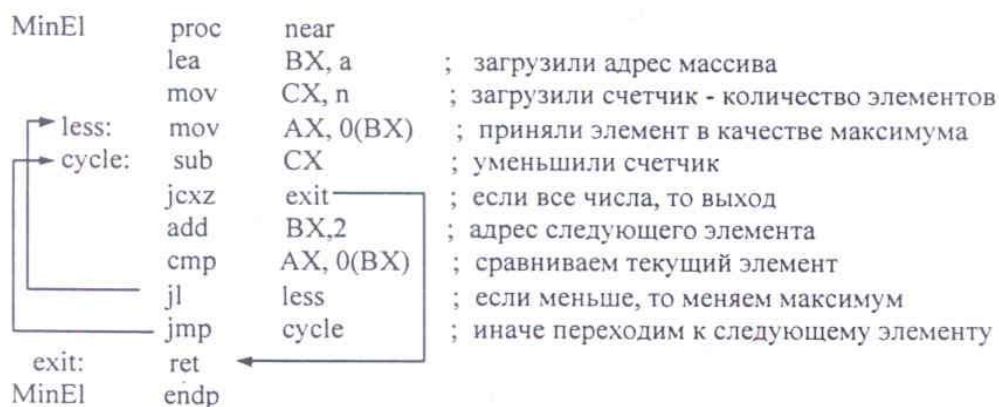 MinEl proc near
lea BX, a ; загрузили адрес массива
mov CX, n ; загрузили счетчик - количество элементов
less: mov AX, 0(BX) ; приняли элемент в качестве максимума
cycle: sub CX ; уменьшили счетчик
jcxz exit ; если все числа, то выход
add BX,2 ; адрес следующего элемента
cmp AX, 0(BX) ; сравниваем текущий элемент
jl less ; если меньше, то меняем максимум
jmp cycle ; иначе переходим к следующему элементу
exit: ret
MinEl endp